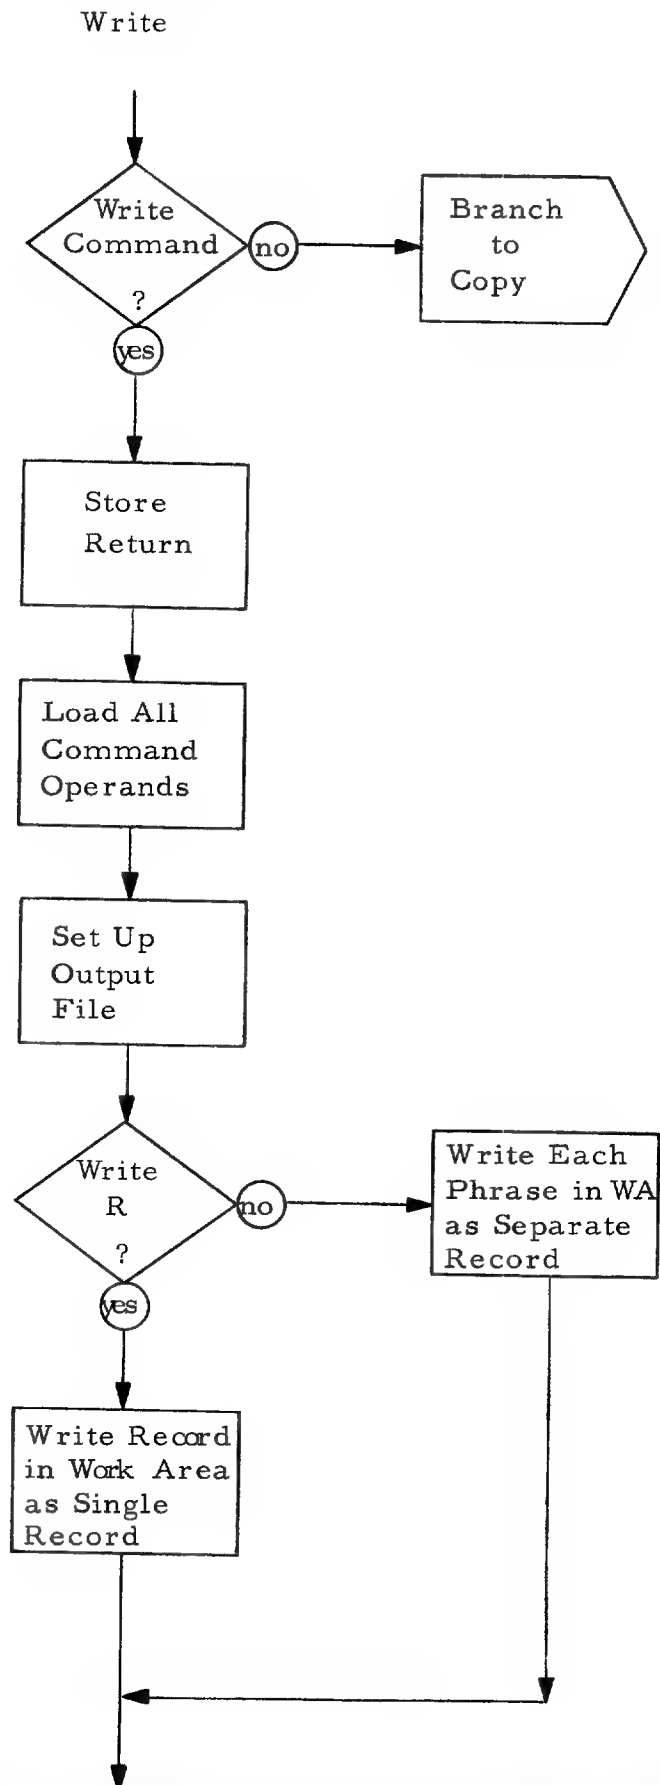 Write
Write
Command
?
no
Branch
to
Copy
yes
Store
Return
Load All
Command
Operands
Set Up
Output
File
Write
R
?
no
Write Each
Phrase in WA
as Separate
Record
yes
Write Record
in Work Area
as Single
Record